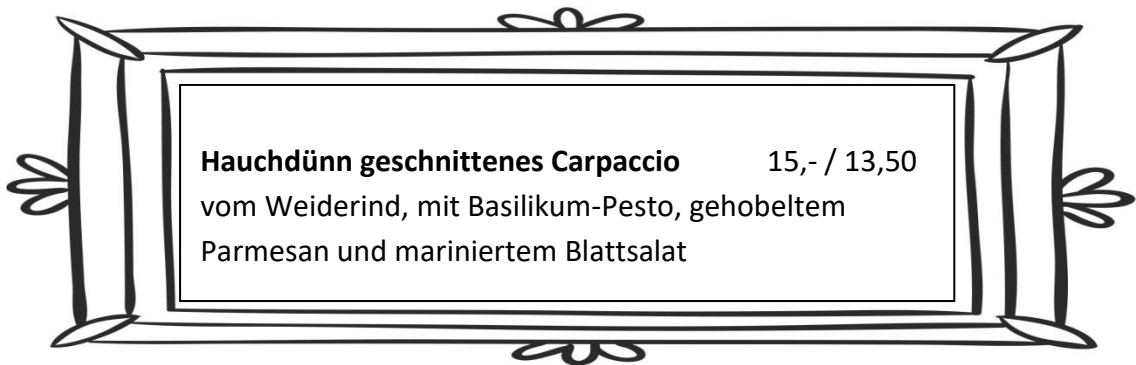 Hauchdünn geschnittenes Carpaccio 15,- / 13,50
vom Weiderind, mit Basilikum-Pesto, gehobeltem
Parmesan und mariniertem Blattsalat